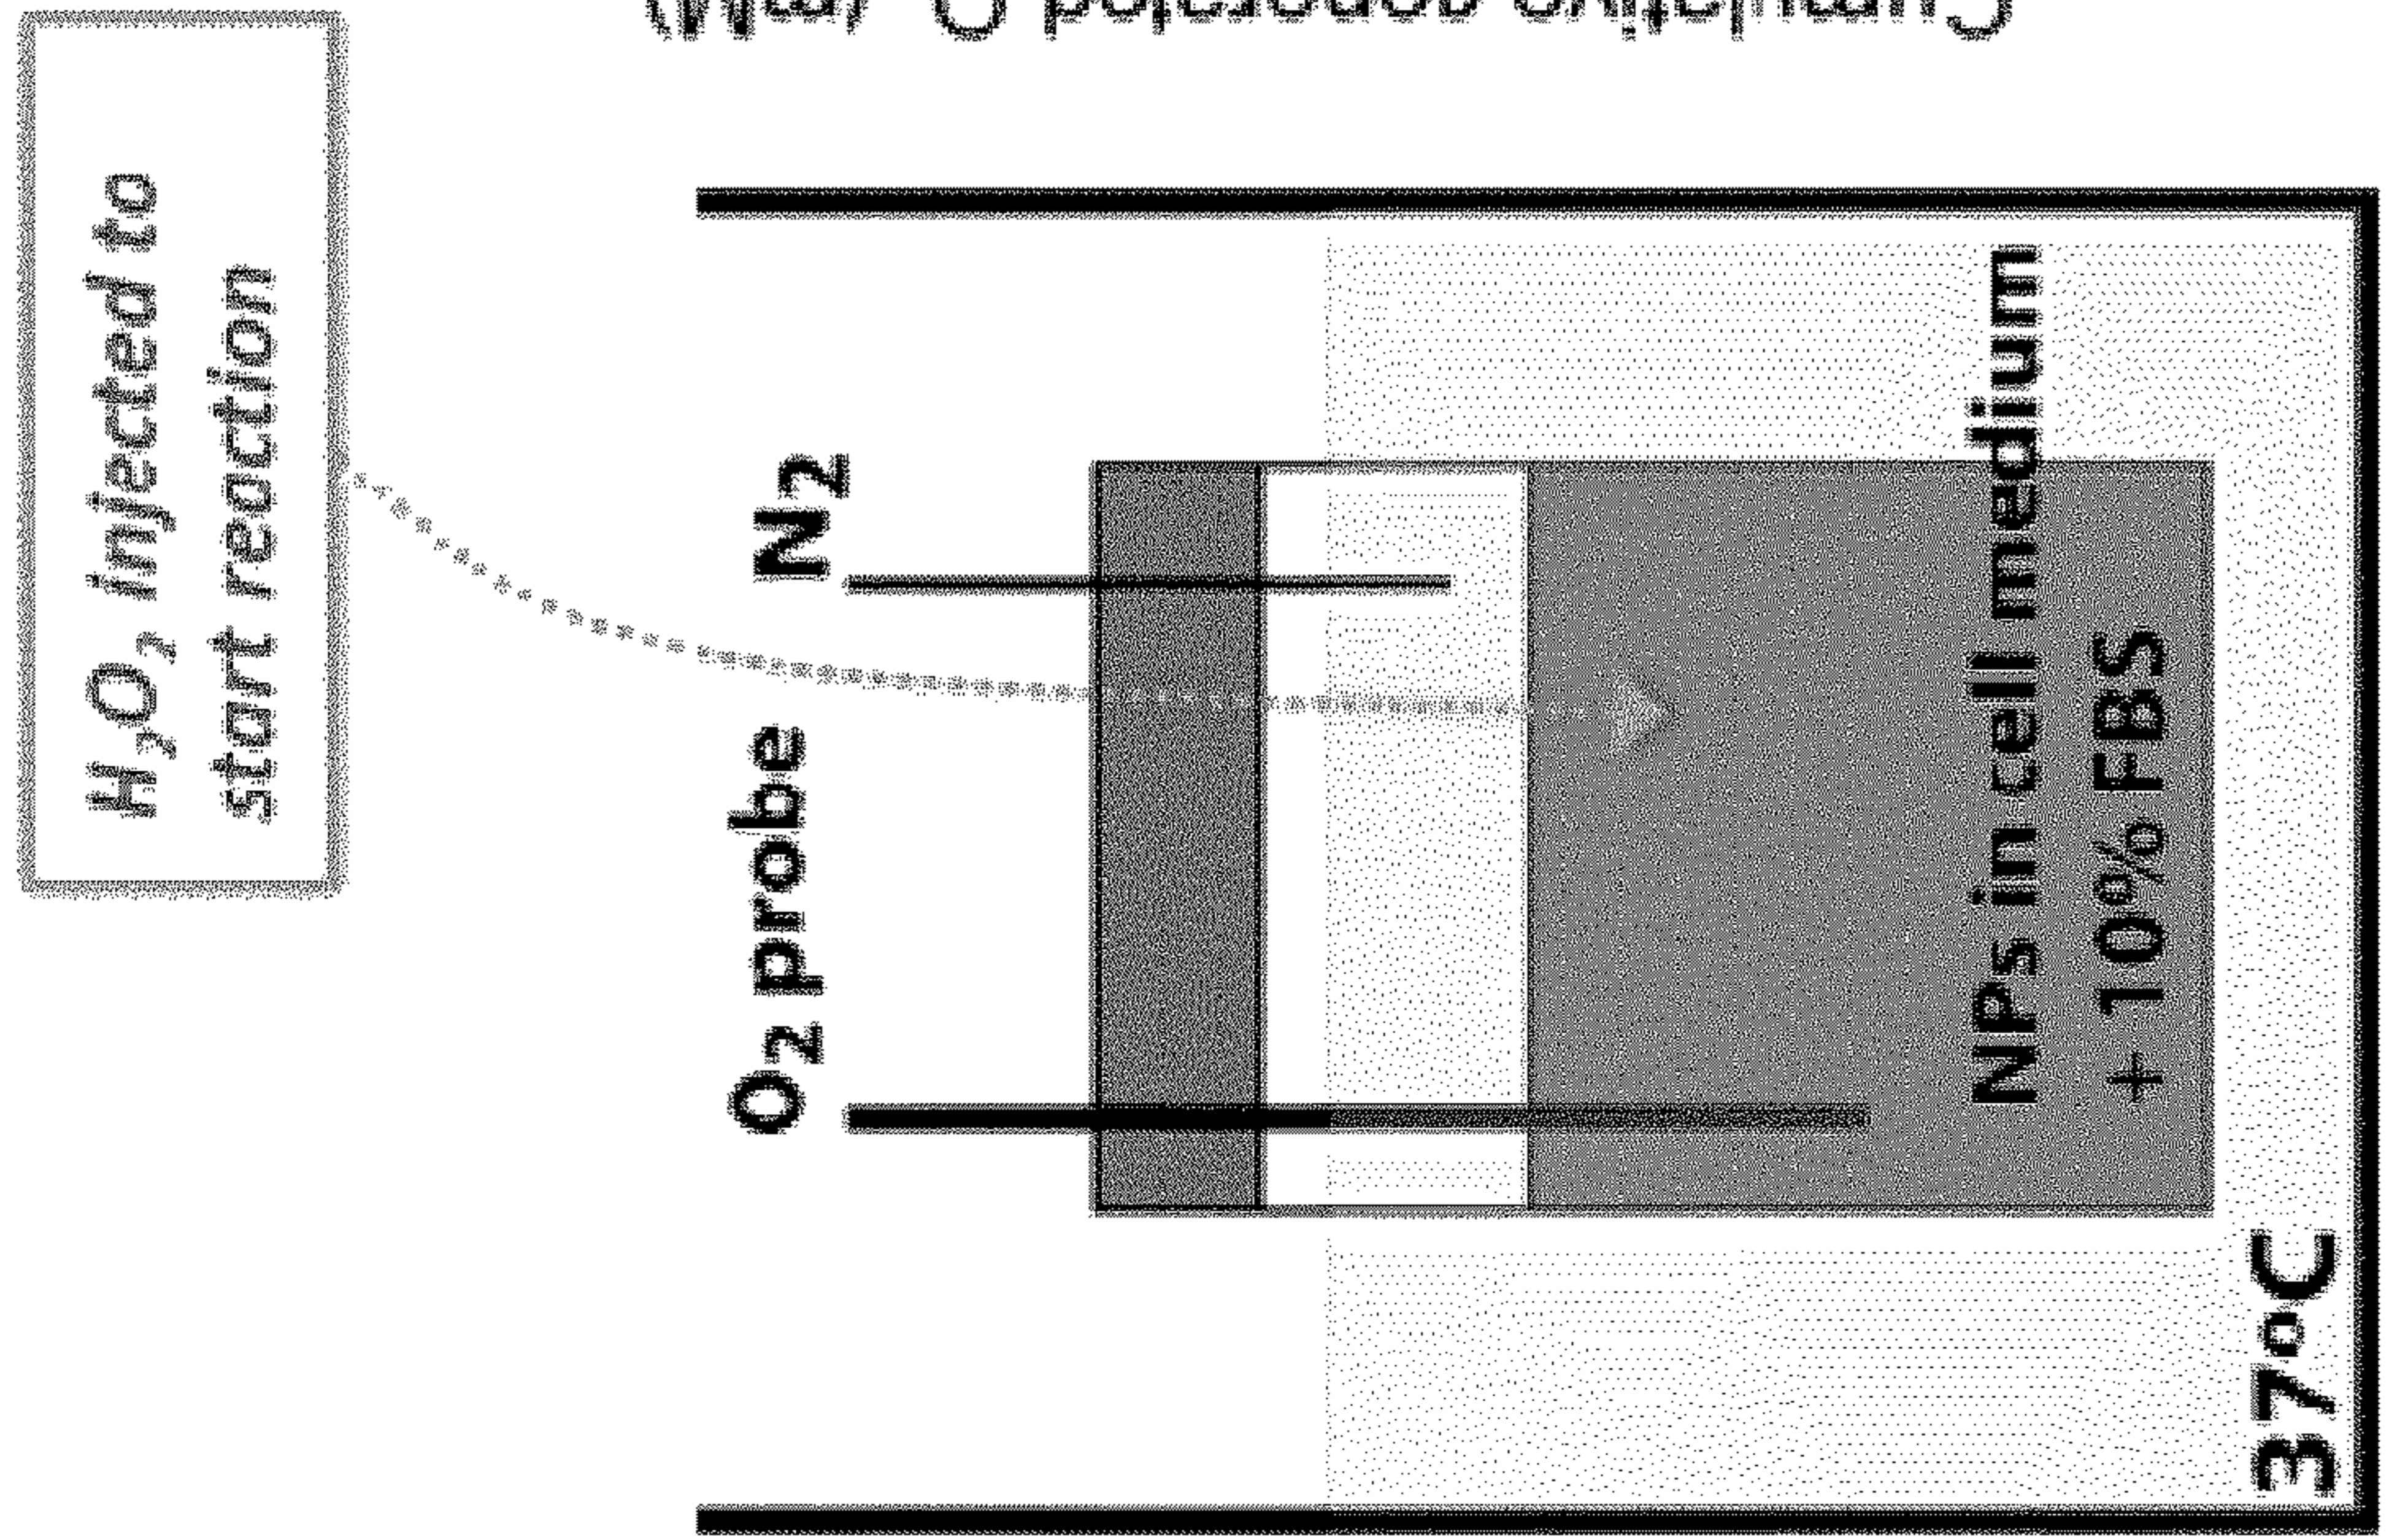 H₂O₂ injected to
start reaction
O₂ probe
N₂
NPs in cell medium
+ 10% FBS
37°C